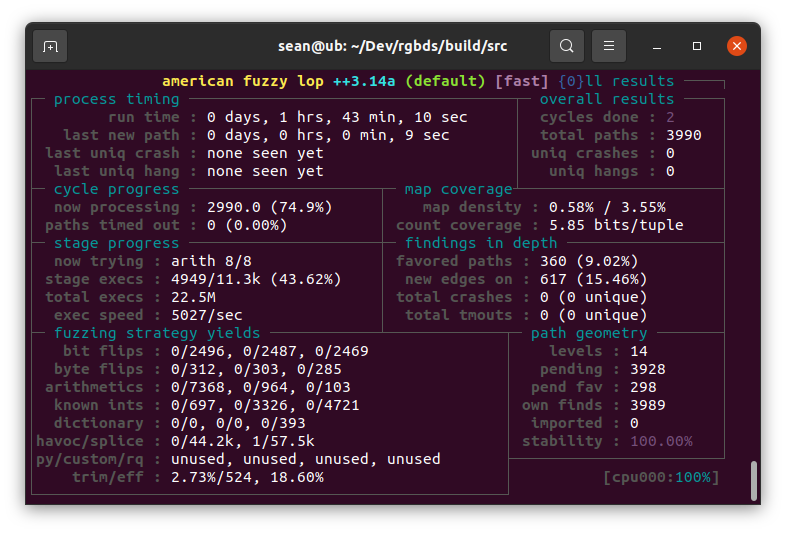 sean@ub: ~/Dev/rgbds/build/src
american fuzzy lop ++3.14a (default) [fast] {0}ll results
process timing overall results
run time : 0 days, 1 hrs, 43 min, 10 sec cycles done : 2
last new path : 0 days, 0 hrs, 0 min, 9 sec total paths : 3990
last uniq crash : none seen yet uniq crashes : 0
last uniq hang : none seen yet uniq hangs : 0
cycle progress map coverage
now processing : 2990.0 (74.9%) map density : 0.58% / 3.55%
paths timed out : 0 (0.00%) count coverage : 5.85 bits/tuple
stage progress findings in depth
now trying : arith 8/8 favored paths : 360 (9.02%)
stage execs : 4949/11.3k (43.62%) new edges on : 617 (15.46%)
total execs : 22.5M total crashes : 0 (0 unique)
exec speed : 5027/sec total tmouts : 0 (0 unique)
fuzzing strategy yields path geometry
bit flips : 0/2496, 0/2487, 0/2469 levels : 14
byte flips : 0/312, 0/303, 0/285 pending : 3928
arithmetics : 0/7368, 0/964, 0/103 pend fav : 298
known ints : 0/697, 0/3326, 0/4721 own finds : 3989
dictionary : 0/0, 0/0, 0/393 imported : 0
havoc/splice : 0/44.2k, 1/57.5k stability : 100.00%
py/custom/rq : unused, unused, unused, unused
trim/eff : 2.73%/524, 18.60% [cpu000:100%]